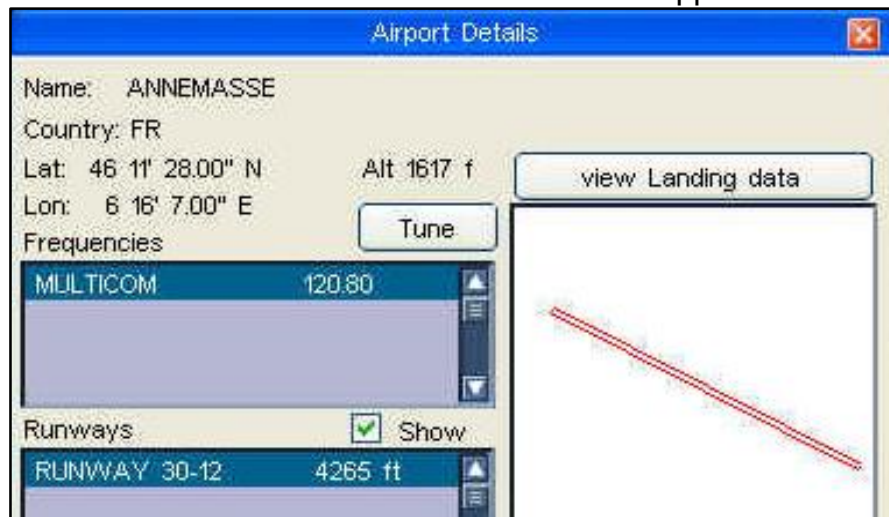 Airport Details
Name: ANNEMASSE
Country: FR
Lat: 46 11' 28.00" N Alt 1617 f
view Landing data
Lon: 6 16' 7.00" E
Tune
Frequencies
MULTICOM 120.80
Runways Show
RUNWAY 30-12 4265 ft